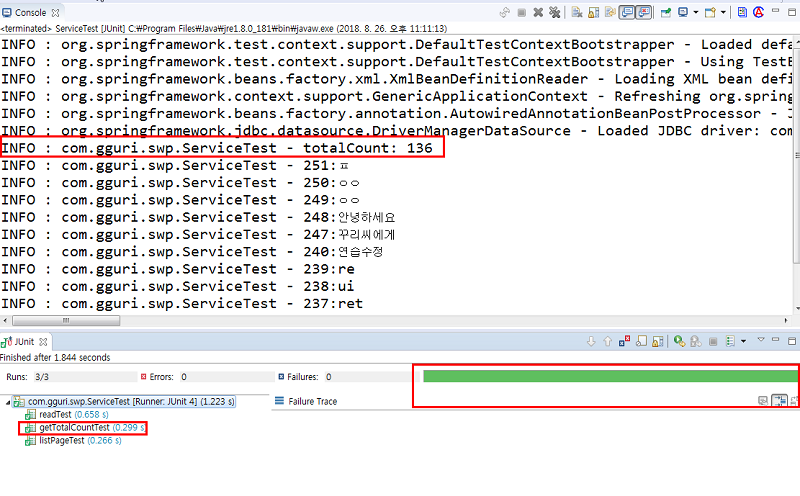 Console
<terminated> ServiceTest [JUnit] C:₩Program Files₩Java₩jre1.8.0_181₩bin₩javaw.exe (2018. 8. 26. 오후 11:11:13)
INFO : org.springframework.test.context.support.DefaultTestContextBootstrapper - Loaded defa
INFO : org.springframework.test.context.support.DefaultTestContextBootstrapper - Using TestE
INFO : org.springframework.beans.factory.xml.XmlBeanDefinitionReader - Loading XML bean defi
INFO : org.springframework.context.support.GenericApplicationContext - Refreshing org.spring
INFO : org.springframework.beans.factory.annotation.AutowiredAnnotationBeanPostProcessor - J
INFO : org.springframework.jdbc.datasource.DriverManagerDataSource - Loaded JDBC driver: com
INFO : com.gguri.swp.ServiceTest - totalCount: 136
INFO : com.gguri.swp.ServiceTest - 251:ㅍ
INFO : com.gguri.swp.ServiceTest - 250:ㅇㅇ
INFO : com.gguri.swp.ServiceTest - 249:ㅇㅇ
INFO : com.gguri.swp.ServiceTest - 248:안녕하세요
INFO : com.gguri.swp.ServiceTest - 247:꾸리씨에게
INFO : com.gguri.swp.ServiceTest - 240:연습수정
INFO : com.gguri.swp.ServiceTest - 239:re
INFO : com.gguri.swp.ServiceTest - 238:ui
INFO : com.gguri.swp.ServiceTest - 237:ret
JUnit
Finished after 1.844 seconds
Runs: 3/3 Errors: 0 Failures: 0
com.gguri.swp.ServiceTest [Runner: JUnit 4] (1.223 s) Failure Trace
readTest (0.658 s)
getTotalCountTest (0.299 s)
listPageTest (0.266 s)